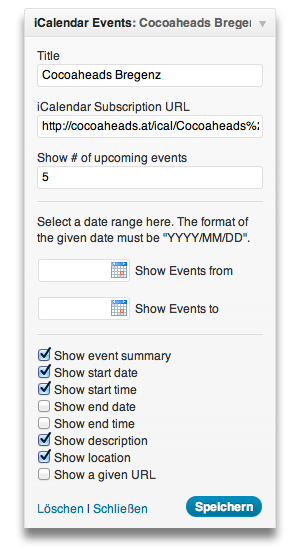 iCalendar Events: Cocoaheads Bregen
Title
Cocoaheads Bregenz
iCalendar Subscription URL
http://cocoaheads.at/ical/Cocoaheads%2
Show # of upcoming events
5
Select a date range here. The format of
the given date must be "YYYY/MM/DD".
Show Events from
Show Events to
Show event summary
Show start date
Show start time
Show end date
Show end time
Show description
Show location
Show a given URL
Löschen | Schließen
Speichern